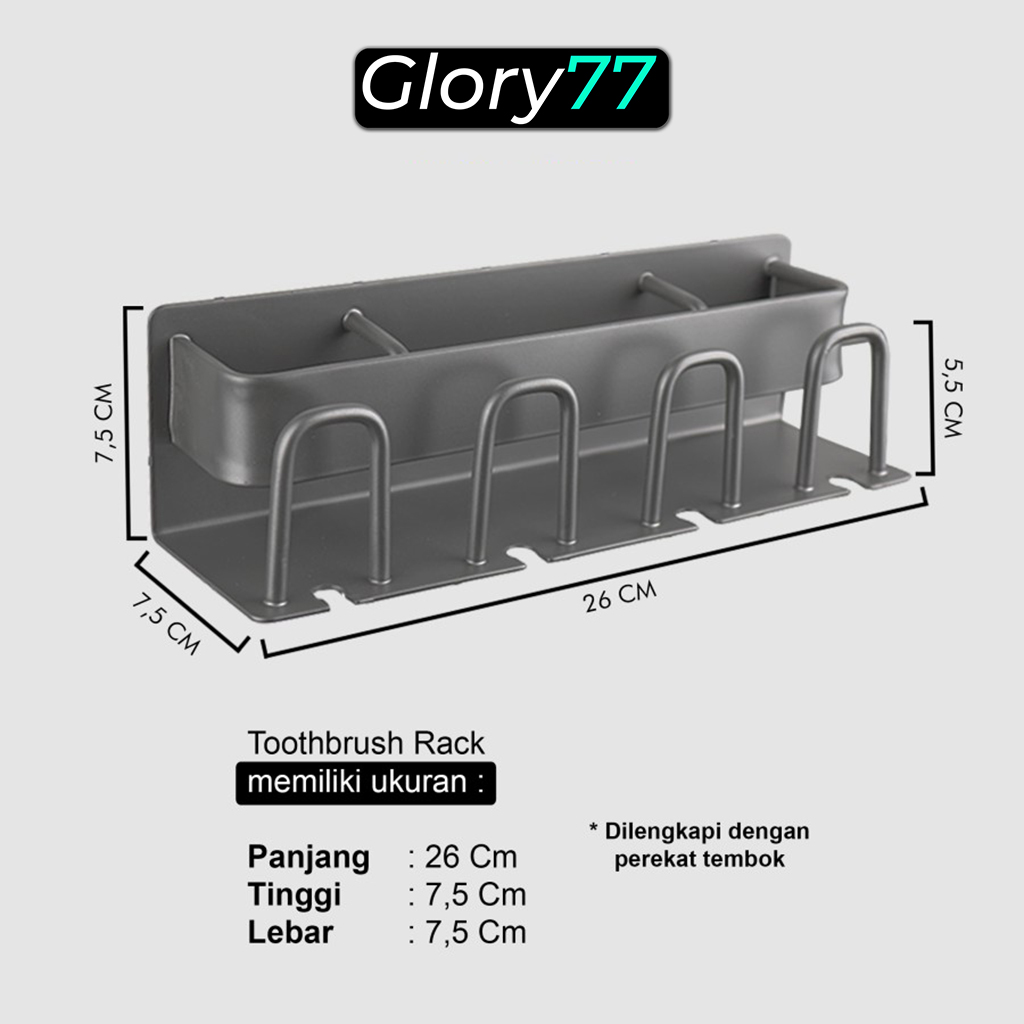 Glory77
7,5 CM
5,5 CM
7,5 CM
26 CM
Toothbrush Rack
memiliki ukuran :
* Dilengkapi dengan
perekat tembok
Panjang : 26 Cm
Tinggi : 7,5 Cm
Lebar : 7,5 Cm